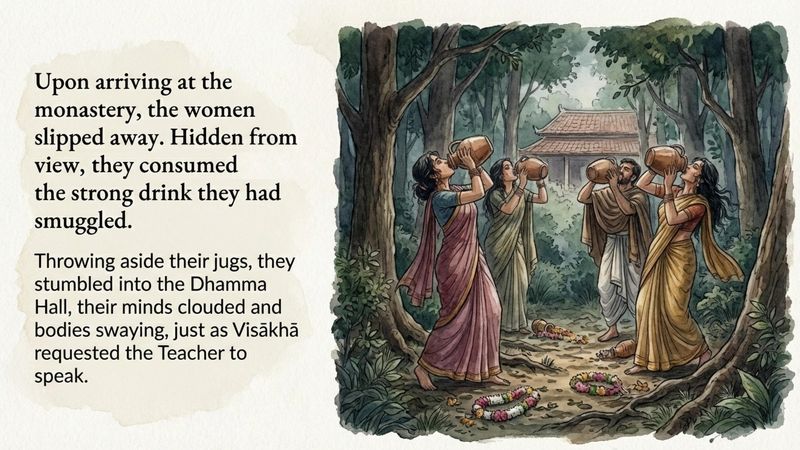 Upon arriving at the
monastery, the women
slipped away. Hidden from
view, they consumed
the strong drink they had
smuggled.
Throwing aside their jugs, they
stumbled into the Dhamma
Hall, their minds clouded and
bodies swaying, just as Visākhā
requested the Teacher to
speak.